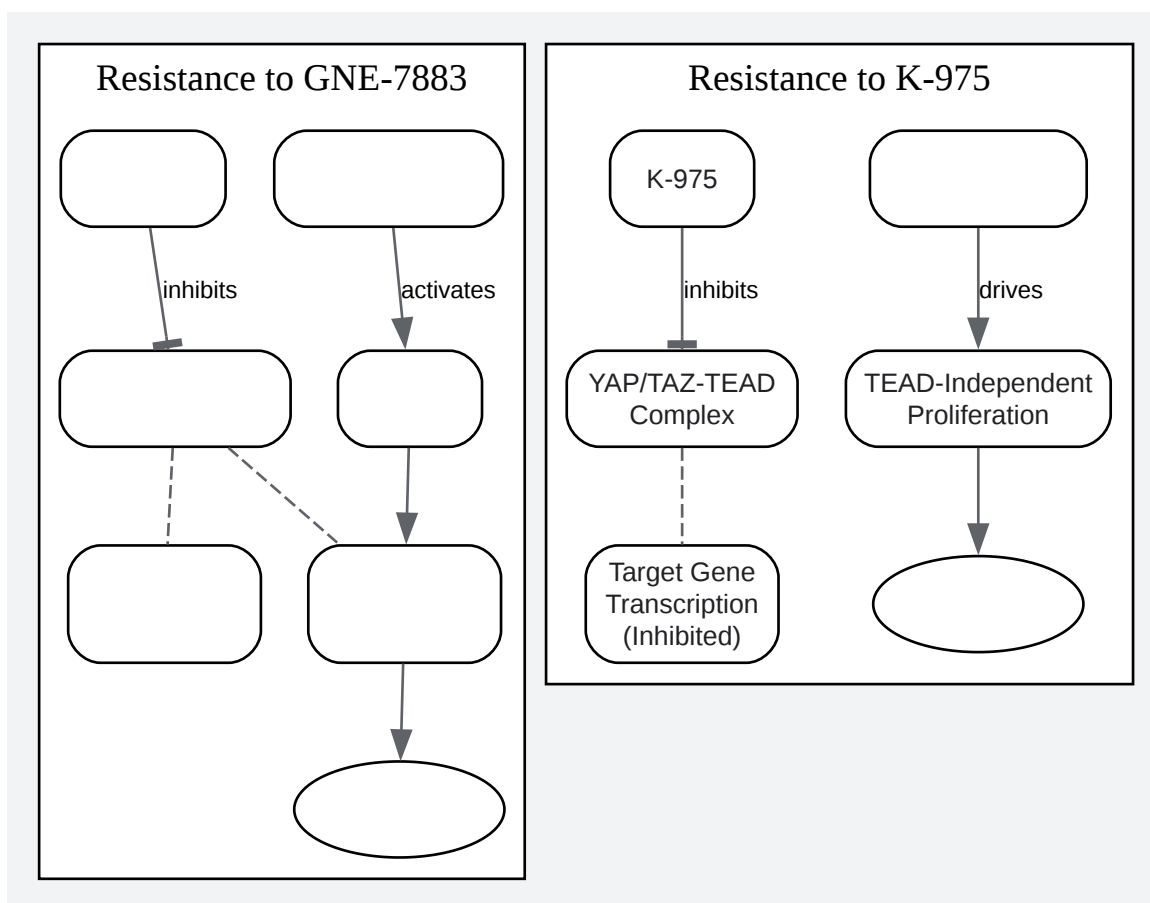 Resistance to GNE-7883
inhibits
activates
Resistance to K-975
K-975
inhibits
drives
YAP/TAZ-TEAD
Complex
TEAD-Independent
Proliferation
Target Gene
Transcription
(Inhibited)